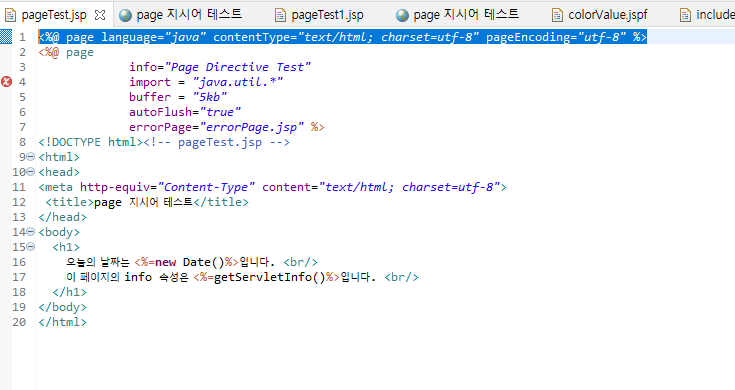 pageTest.jsp page 지시어 테스트 pageTest1.jsp page 지시어 테스트 colorValue.jspf include
1 <%@ page language="java" contentType="text/html; charset=utf-8" pageEncoding="utf-8" %>
2 <%@ page
3 info="Page Directive Test"
4 import = "java.util.*"
5 buffer = "5kb"
6 autoFlush="true"
7 errorPage="errorPage.jsp" %>
8 <!DOCTYPE html><!-- pageTest.jsp -->
9 <html>
10 <head>
11 <meta http-equiv="Content-Type" content="text/html; charset=utf-8">
12 <title>page 지시어 테스트</title>
13 </head>
14 <body>
15 <h1>
16 오늘의 날짜는 <%=new Date()%>입니다. <br/>
17 이 페이지의 info 속성은 <%=getServletInfo()%>입니다. <br/>
18 </h1>
19 </body>
20 </html>